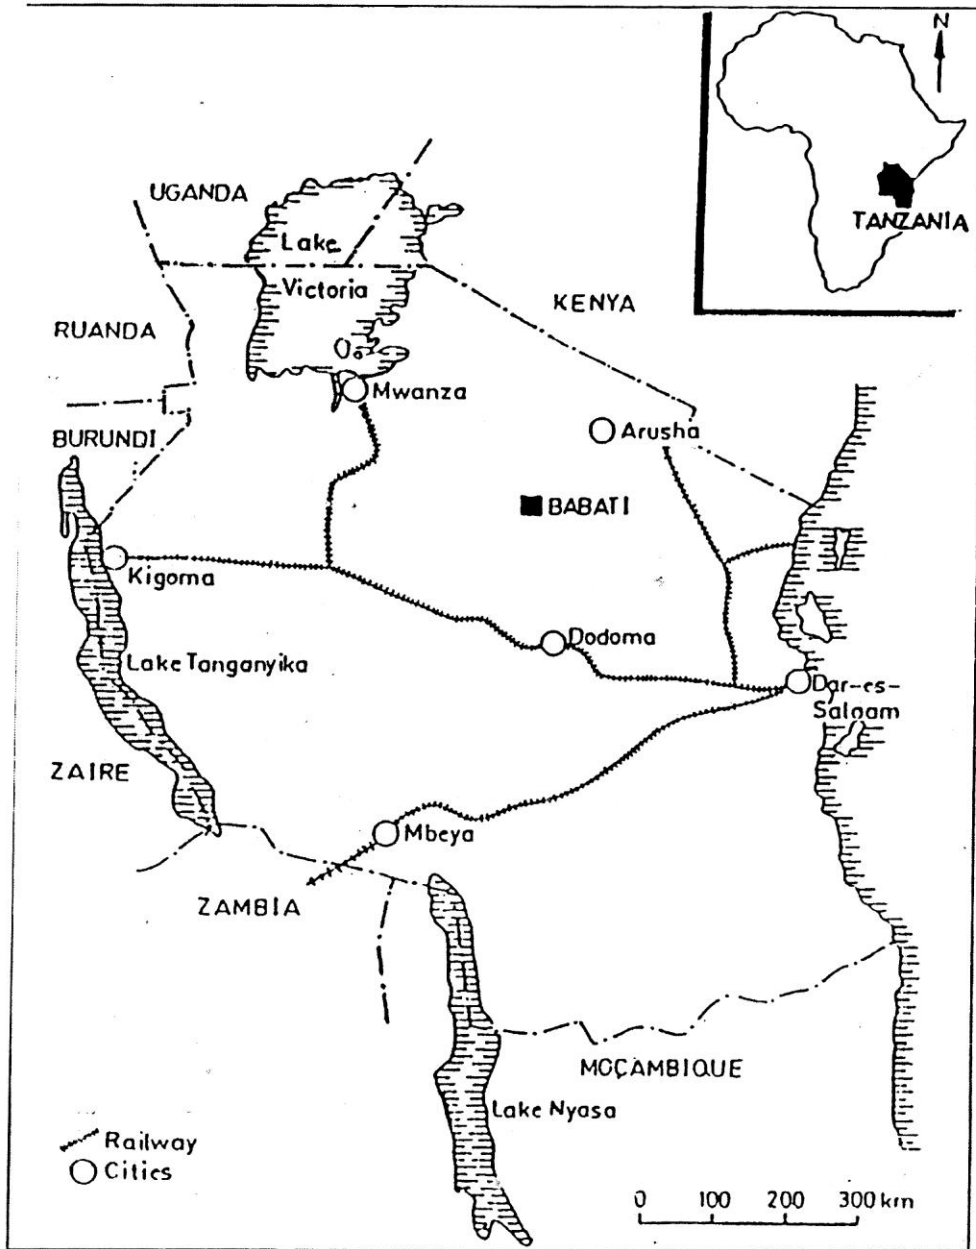 N
TANZANIA
UGANDA
Lake
Victoria
KENYA
RUANDA
Mwanza
Arusha
BURUNDI
BABATI
Kigoma
Dodoma
Lake Tanganyika
Dar-es-
Salaam
ZAIRE
Mbeya
ZAMBIA
MOÇAMBIQUE
Lake Nyasa
Railway
Cities
0 100 200 300 km